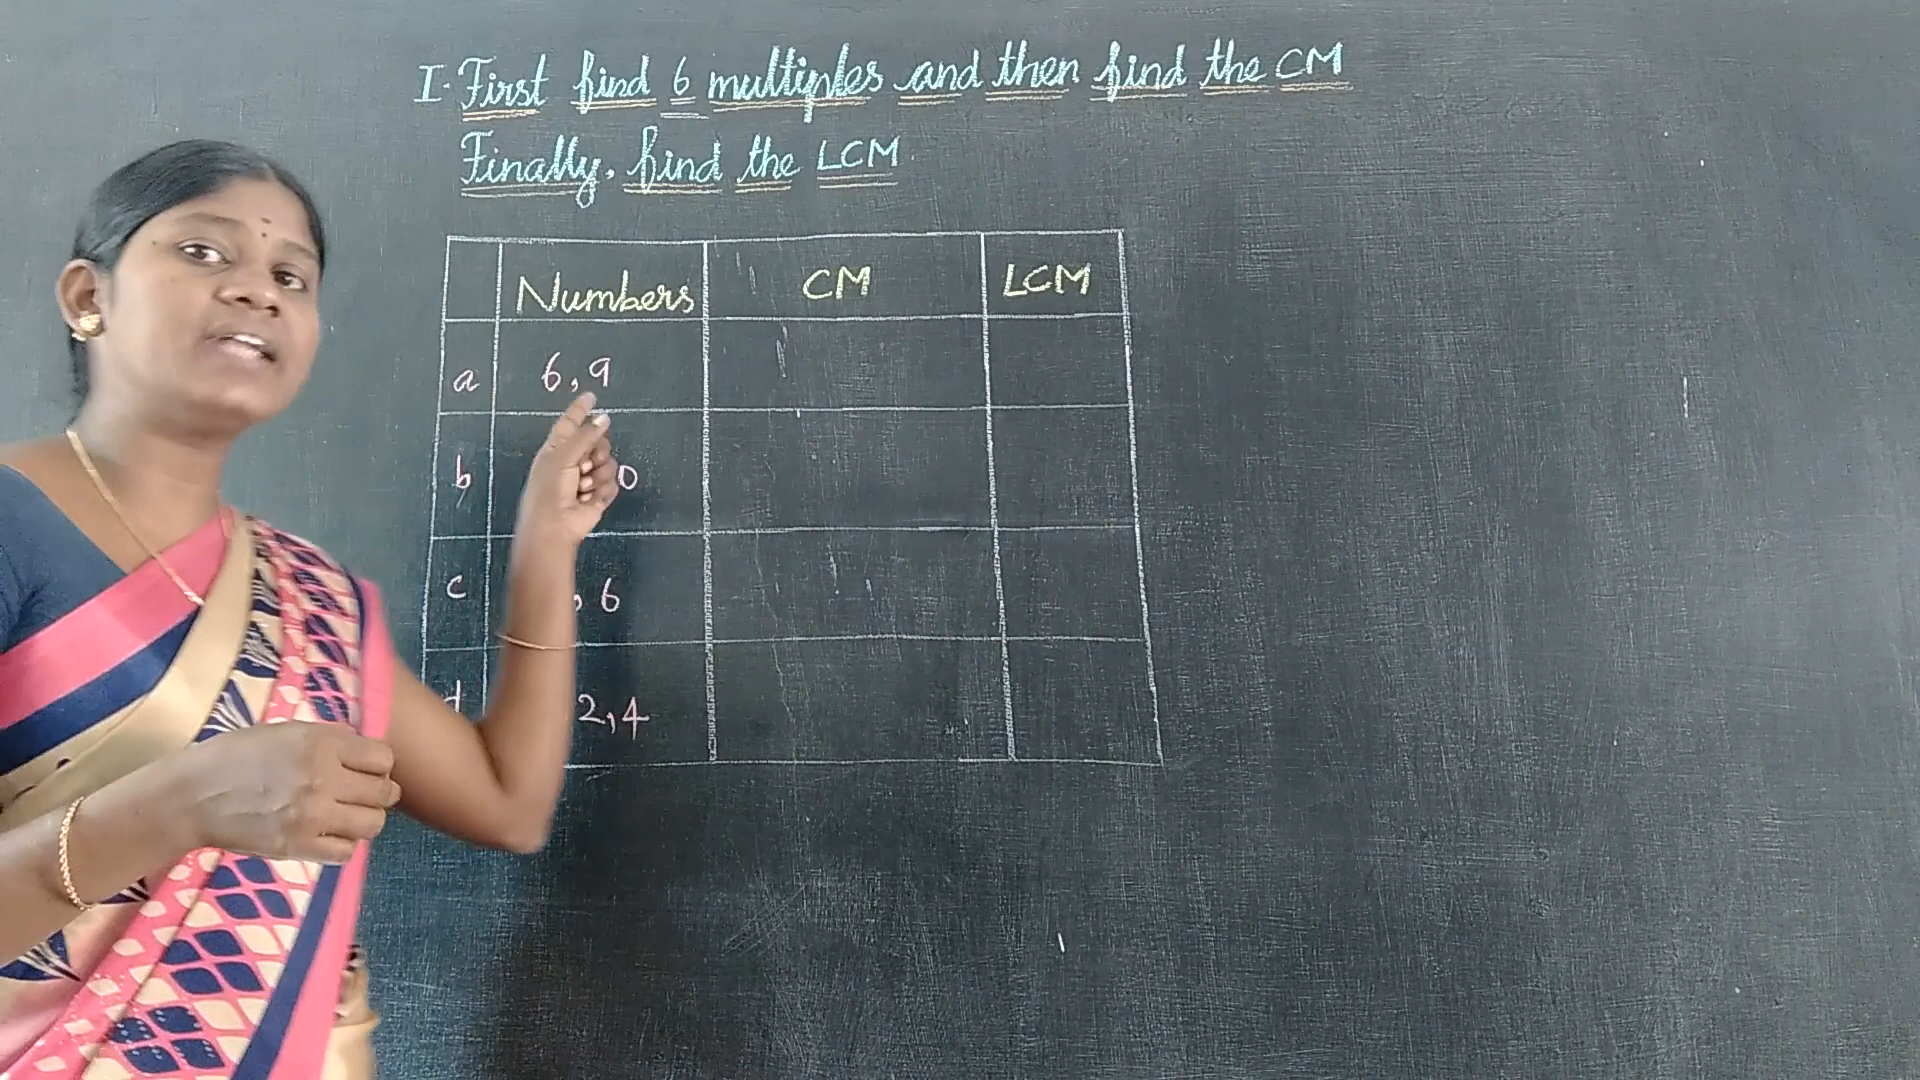 I. First find 6 multiples and then find the CM
Finally, find the LCM.
Numbers CM LCM
a 6,9
b 0
c , 6
d 2,4